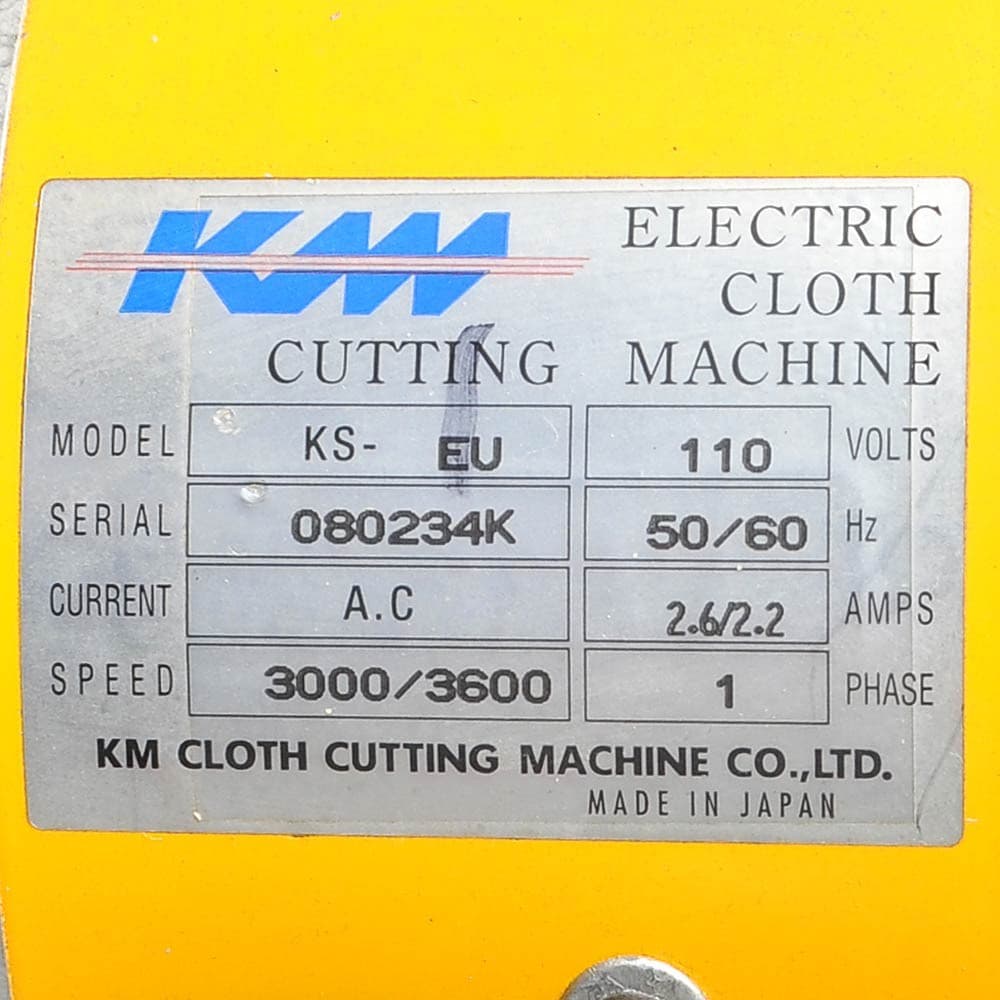 KM ELECTRIC
CLOTH
CUTTING MACHINE
MODEL KS- EU 110 VOLTS
SERIAL 080234K 50/60 Hz
CURRENT A.C 2.6/2.2 AMPS
SPEED 3000/3600 1 PHASE
KM CLOTH CUTTING MACHINE CO.,LTD.
MADE IN JAPAN